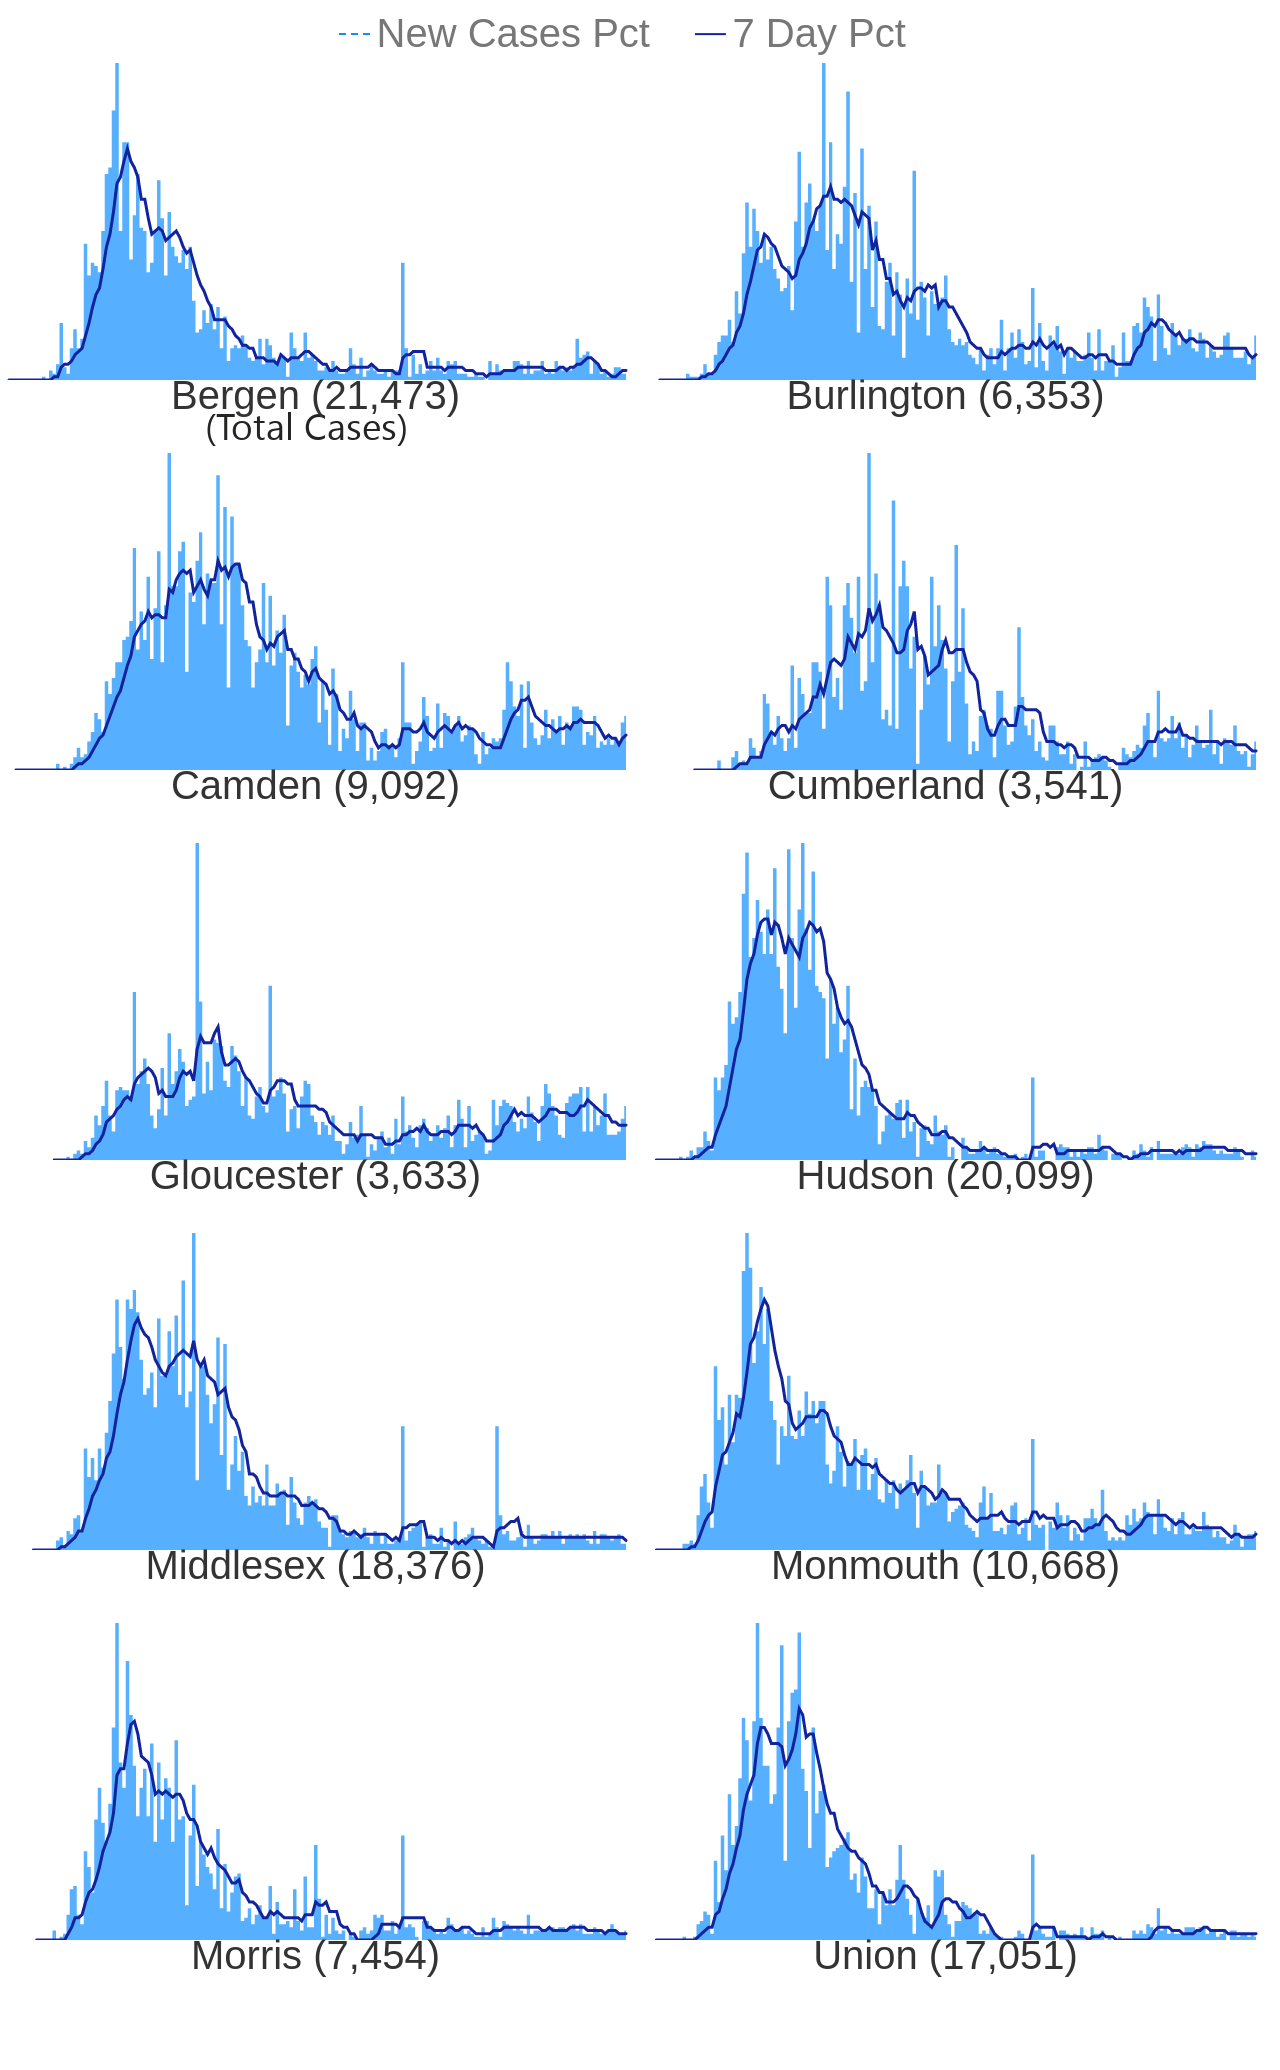 New Cases Pct 7 Day Pct
Bergen (21,473) Burlington (6,353)
(Total Cases)
Camden (9,092) Cumberland (3,541)
Gloucester (3,633) Hudson (20,099)
Middlesex (18,376) Monmouth (10,668)
Morris (7,454) Union (17,051)